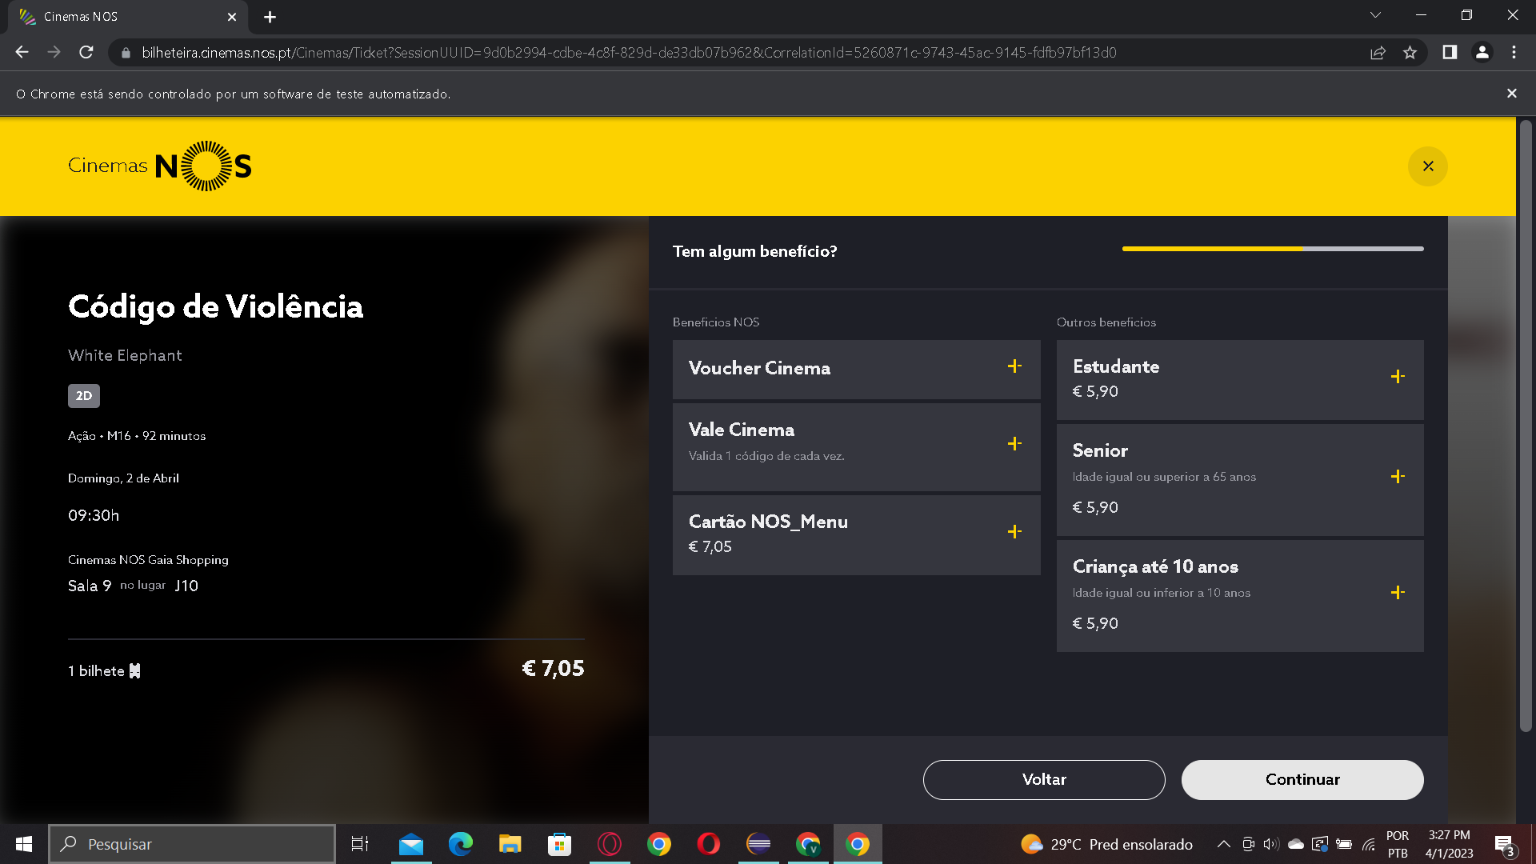 Cinemas NOS
bilheteira.cinemas.nos.pt/Cinemas/Ticket?SessionUUID=9d0b2994-cdbe-4c8f-829d-de33db07b962&CorrelationId=5260871c-9743-45ac-9145-fdfb97bf13d0
O Chrome está sendo controlado por um software de teste automatizado.
Cinemas NOS
Código de Violência
White Elephant
2D
Ação • M16 • 92 minutos
Domingo, 2 de Abril
09:30h
Cinemas NOS Gaia Shopping
Sala 9 no lugar J10
1 bilhete
€ 7,05
Tem algum benefício?
Beneficios NOS
Voucher Cinema
Vale Cinema
Valida 1 código de cada vez.
Cartão NOS_Menu
€ 7,05
Outros beneficios
Estudante
€ 5,90
Senior
Idade igual ou superior a 65 anos
€ 5,90
Criança até 10 anos
Idade igual ou inferior a 10 anos
€ 5,90
Voltar
Continuar
Pesquisar
29°C Pred ensolarado
POR
PTB
3:27 PM
4/1/2023
3